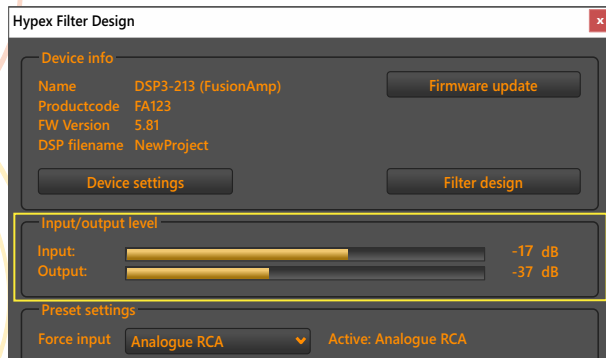 Hypex Filter Design
x
Device info
Name DSP3-213 (FusionAmp)
Firmware update
Productcode FA123
FW Version 5.81
DSP filename NewProject
Device settings
Filter design
Input/output level
Input: -17 dB
Output: -37 dB
Preset settings
Force input Analogue RCA Active: Analogue RCA